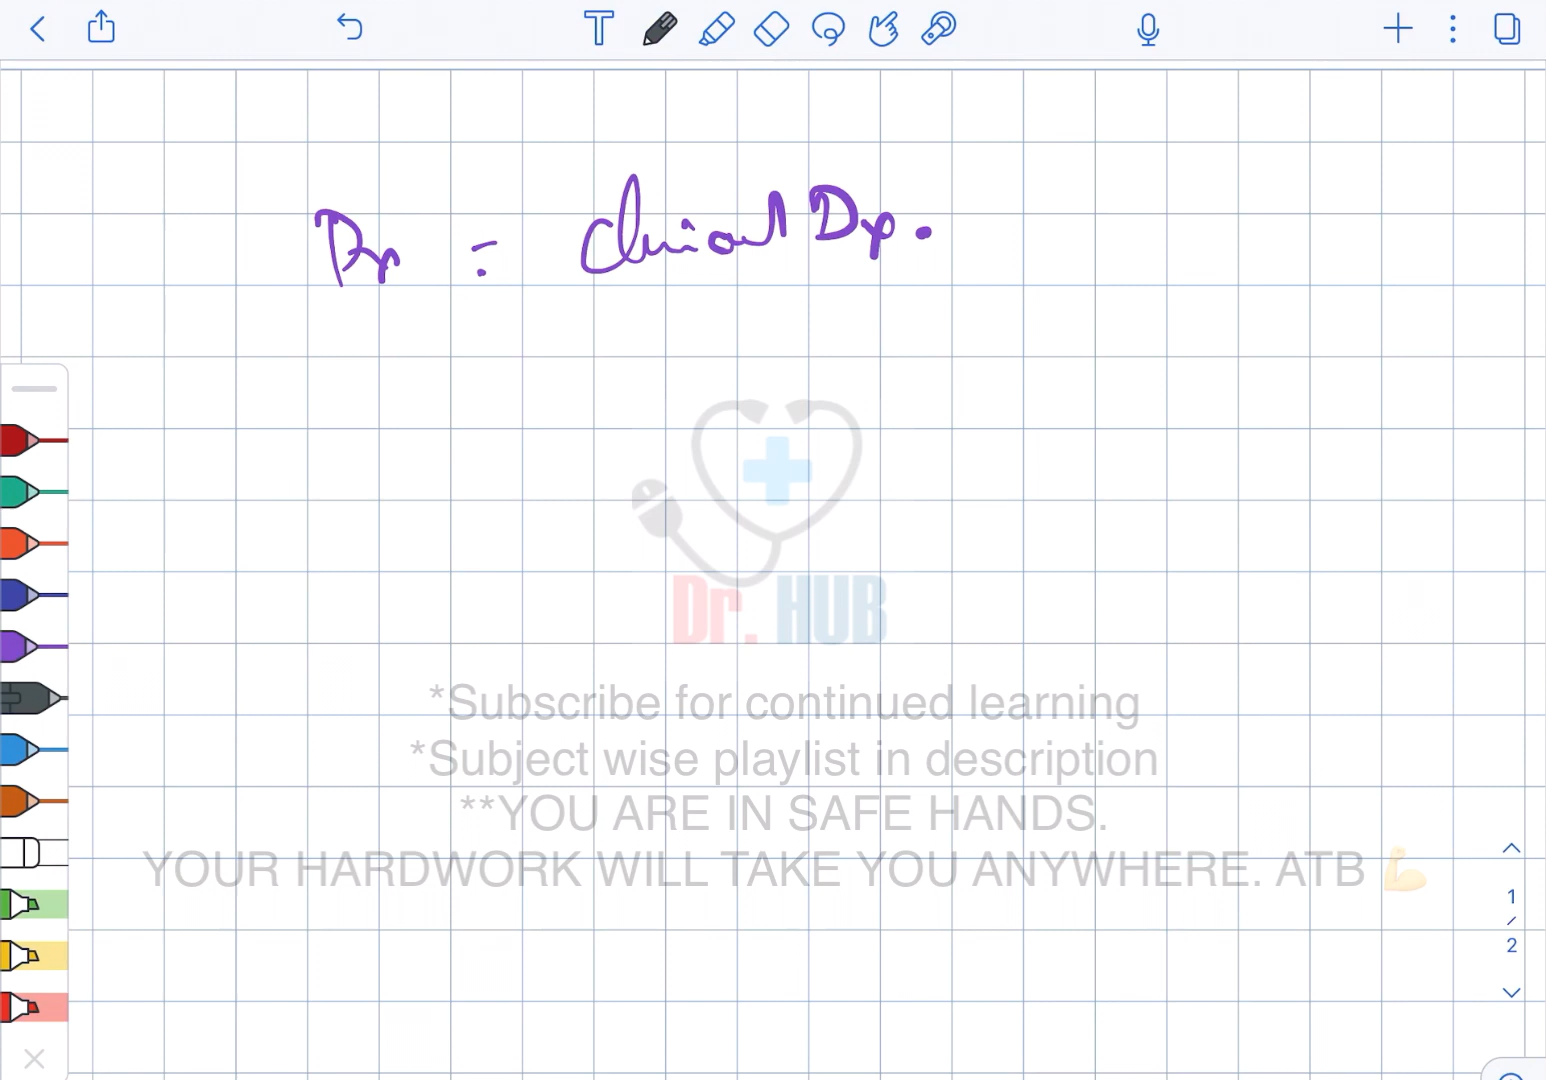 Dx = Clinical Dx.
Dr. HUB
*Subscribe for continued learning
*Subject wise playlist in description
**YOU ARE IN SAFE HANDS.
YOUR HARDWORK WILL TAKE YOU ANYWHERE. ATB 💪
1
/
2